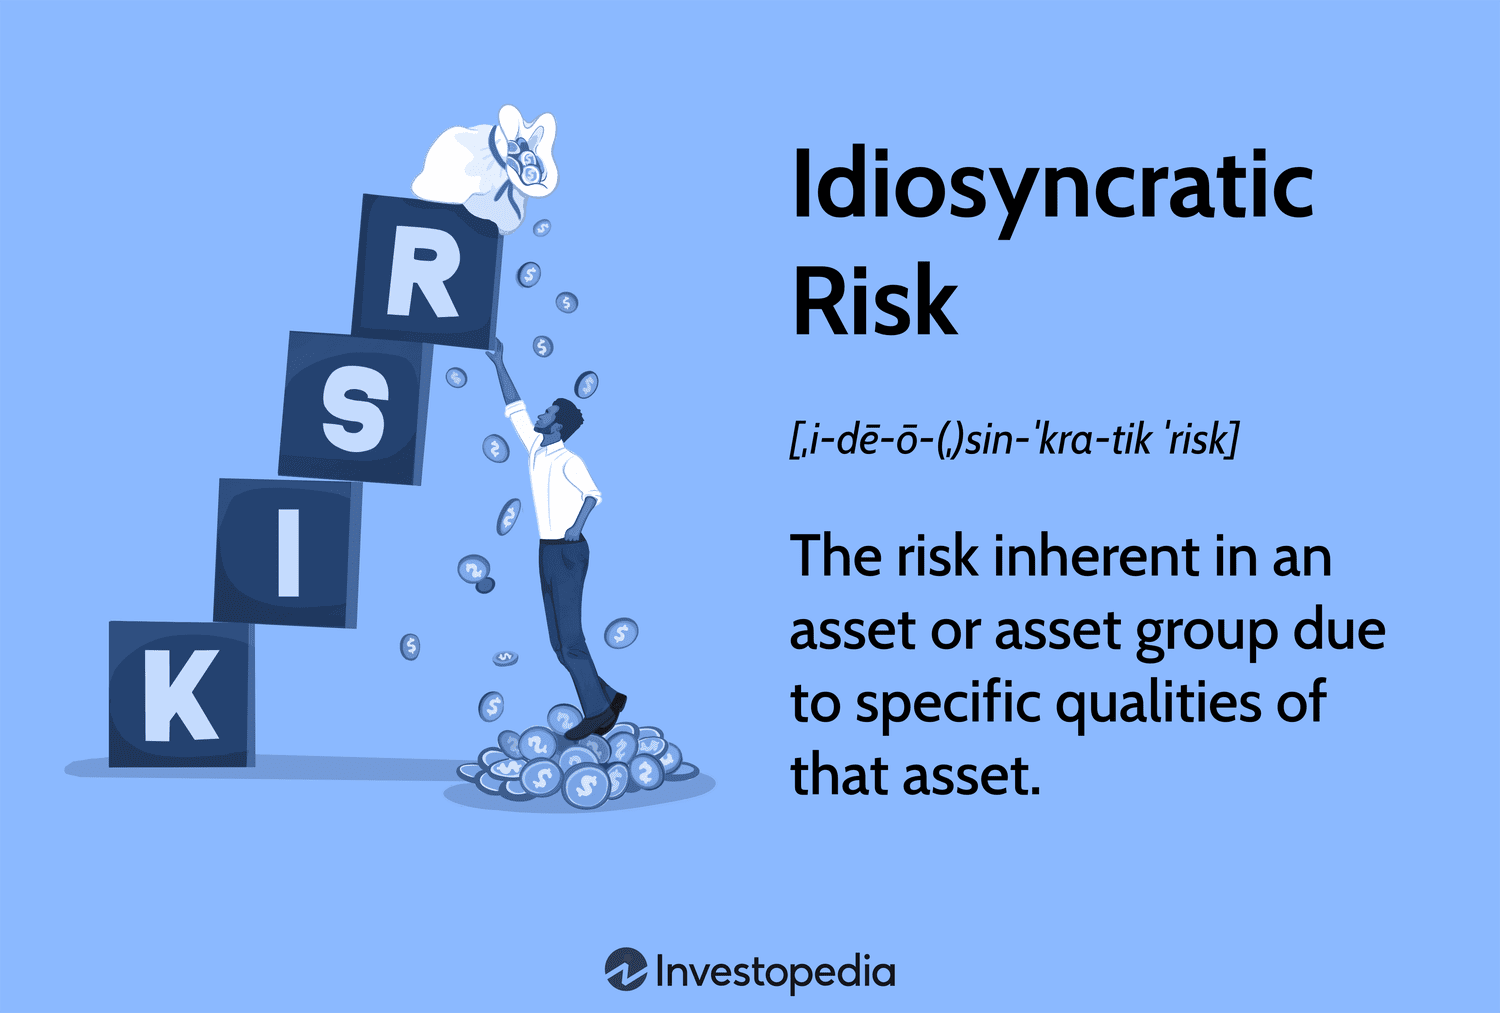 R
S
I
K
Idiosyncratic
Risk
[ˌi-dē-ō-(ˌ)sin-ˈkra-tik ˈrisk]
The risk inherent in an
asset or asset group due
to specific qualities of
that asset.
Investopedia